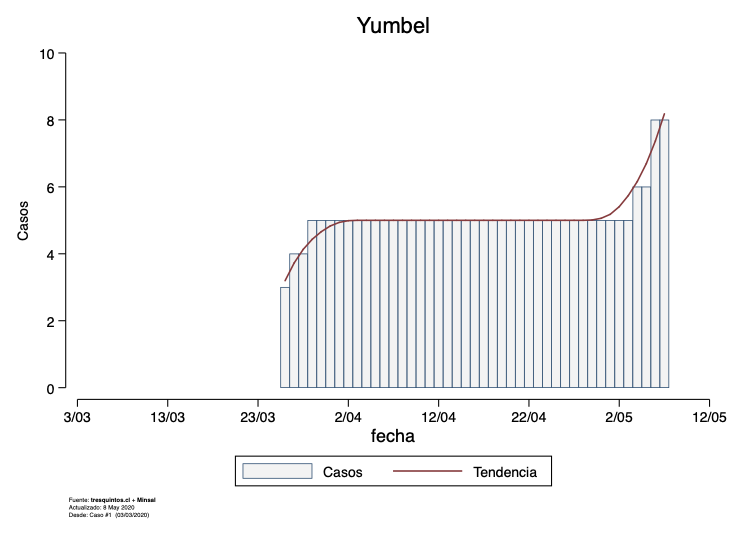 Yumbel
10
8
6
4
2
0
Casos
3/03 13/03 23/03 2/04 12/04 22/04 2/05 12/05
fecha
Casos Tendencia
Fuente: tresquintos.cl + Minsal
Actualizado: 8 May 2020
Desde: Caso #1 (03/03/2020)